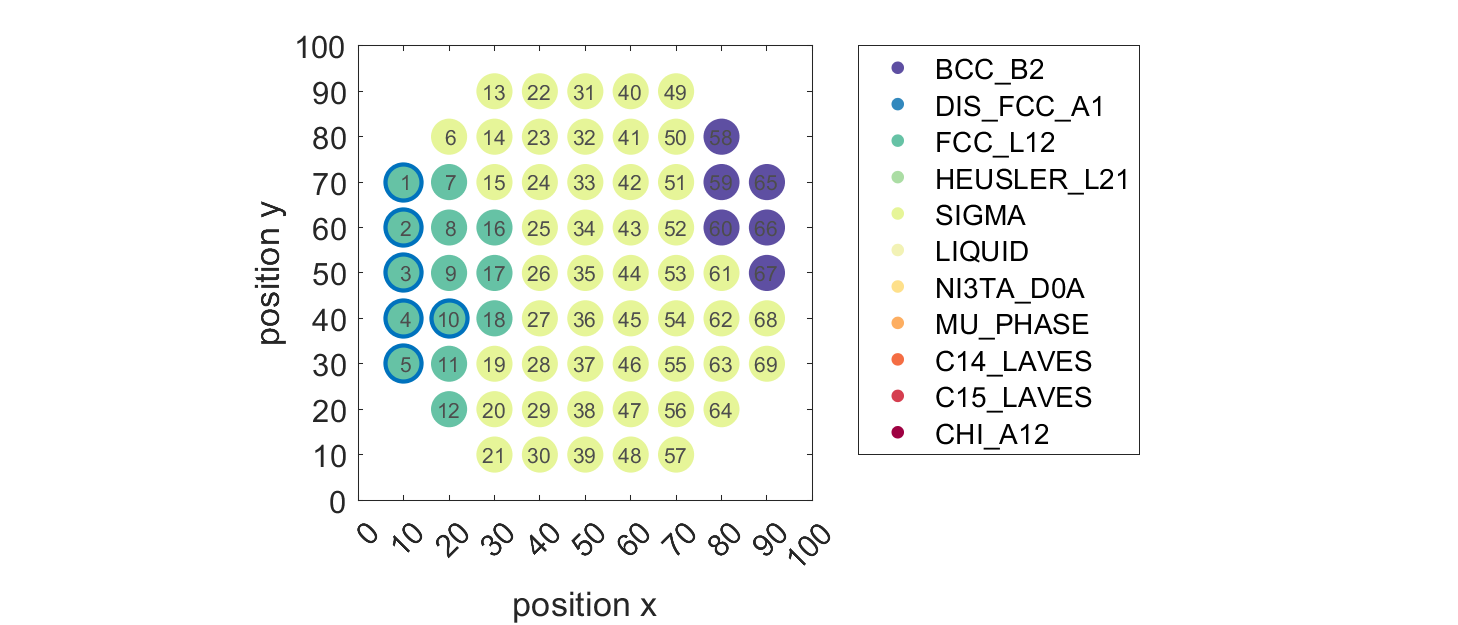 100
90 13 22 31 40 49
80 6 14 23 32 41 50 58
70 1 7 15 24 33 42 51 59 65
60 2 8 16 25 34 43 52 60 66
50 3 9 17 26 35 44 53 61 67
40 4 10 18 27 36 45 54 62 68
30 5 11 19 28 37 46 55 63 69
20 12 20 29 38 47 56 64
10 21 30 39 48 57
0
position y
0 10 20 30 40 50 60 70 80 90 100
position x
BCC_B2
DIS_FCC_A1
FCC_L12
HEUSLER_L21
SIGMA
LIQUID
NI3TA_D0A
MU_PHASE
C14_LAVES
C15_LAVES
CHI_A12